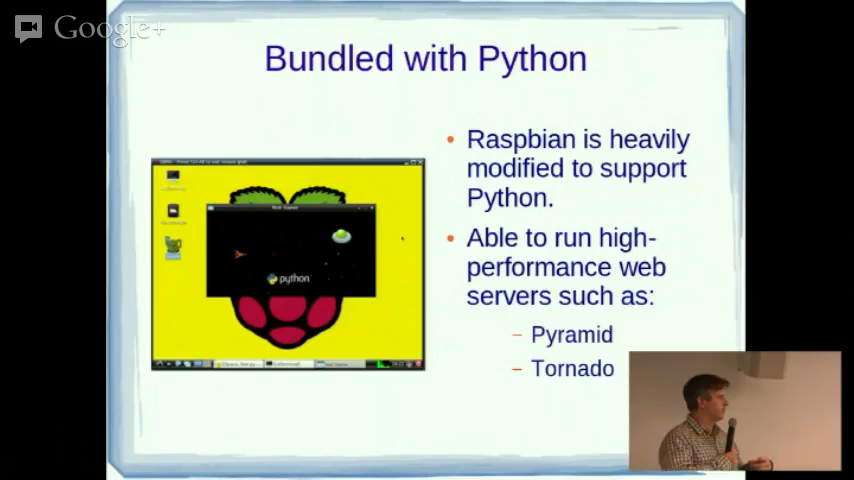 Google+
Bundled with Python
Raspbian is heavily
modified to support
Python.
Able to run high-
performance web
servers such as:
Pyramid
Tornado
python